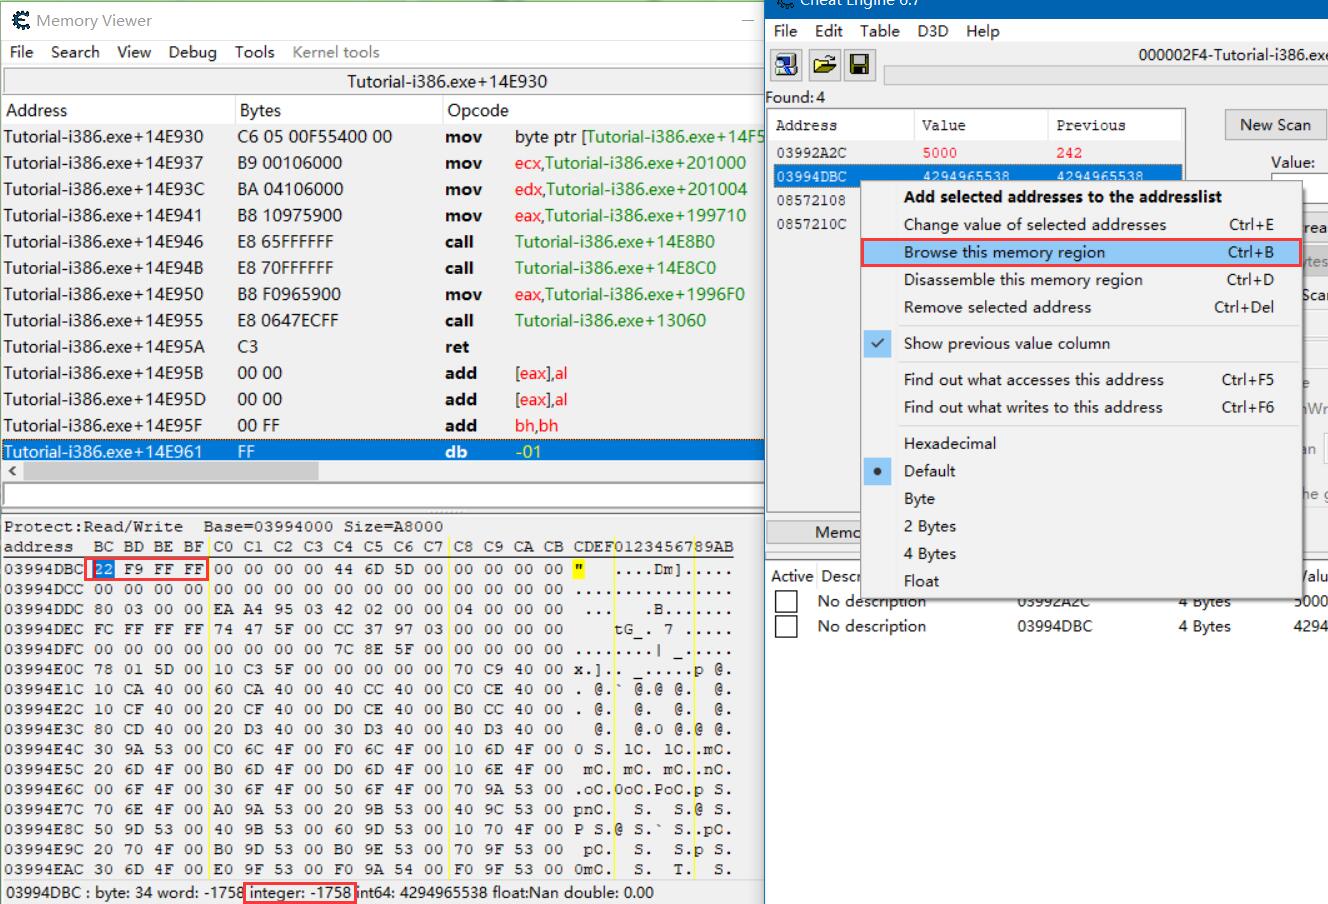 Memory Viewer
File Search View Debug Tools Kernel tools
Tutorial-i386.exe+14E930
Address Bytes Opcode
Tutorial-i386.exe+14E930 C6 05 00F55400 00 mov byte ptr [Tutorial-i386.exe+14F5
Tutorial-i386.exe+14E937 B9 00106000 mov ecx,Tutorial-i386.exe+201000
Tutorial-i386.exe+14E93C BA 04106000 mov edx,Tutorial-i386.exe+201004
Tutorial-i386.exe+14E941 B8 10975900 mov eax,Tutorial-i386.exe+199710
Tutorial-i386.exe+14E946 E8 65FFFFFF call Tutorial-i386.exe+14E8B0
Tutorial-i386.exe+14E94B E8 70FFFFFF call Tutorial-i386.exe+14E8C0
Tutorial-i386.exe+14E950 B8 F0965900 mov eax,Tutorial-i386.exe+1996F0
Tutorial-i386.exe+14E955 E8 0647ECFF call Tutorial-i386.exe+13060
Tutorial-i386.exe+14E95A C3 ret
Tutorial-i386.exe+14E95B 00 00 add [eax],al
Tutorial-i386.exe+14E95D 00 00 add [eax],al
Tutorial-i386.exe+14E95F 00 FF add bh,bh
Tutorial-i386.exe+14E961 FF db -01
Protect:Read/Write Base=03994000 Size=A8000
address BC BD BE BF C0 C1 C2 C3 C4 C5 C6 C7 C8 C9 CA CB CDEF0123456789AB
03994DBC 22 F9 FF FF 00 00 00 00 44 6D 5D 00 00 00 00 00 " ....Dm].....
03994DCC 00 00 00 00 00 00 00 00 00 00 00 00 00 00 00 00 ................
03994DDC 80 03 00 00 EA A4 95 03 42 02 00 00 04 00 00 00 ... .B.......
03994DEC FC FF FF FF 74 47 5F 00 CC 37 97 03 00 00 00 00 tG_. 7 .....
03994DFC 00 00 00 00 00 00 00 00 7C 8E 5F 00 00 00 00 00 ........| _.....
03994E0C 78 01 5D 00 10 C3 5F 00 00 00 00 00 70 C9 40 00 x.].. _.....p @.
03994E1C 10 CA 40 00 60 CA 40 00 40 CC 40 00 C0 CE 40 00 . @.` @.@ @. @.
03994E2C 10 CF 40 00 20 CF 40 00 D0 CE 40 00 B0 CC 40 00 . @. @. @. @.
03994E3C 80 CD 40 00 20 D3 40 00 30 D3 40 00 40 D3 40 00 @. @.0 @.@ @.
03994E4C 30 9A 53 00 C0 6C 4F 00 F0 6C 4F 00 10 6D 4F 00 0 S. lO. lO..mO.
03994E5C 20 6D 4F 00 B0 6D 4F 00 D0 6D 4F 00 10 6E 4F 00 mO. mO. mO..nO.
03994E6C 00 6F 4F 00 30 6F 4F 00 50 6F 4F 00 70 9A 53 00 .oO.0oO.PoO.p S.
03994E7C 70 6E 4F 00 A0 9A 53 00 20 9B 53 00 40 9C 53 00 pnO. S. S.@ S.
03994E8C 50 9D 53 00 40 9B 53 00 60 9D 53 00 10 70 4F 00 P S.@ S.` S..pO.
03994E9C 20 70 4F 00 B0 9D 53 00 B0 9E 53 00 70 9F 53 00 pO. S. S.p S.
03994EAC 30 6D 4F 00 E0 9F 53 00 F0 9A 54 00 F0 9F 53 00 0mO. S. T. S.
03994DBC : byte: 34 word: -1758 integer: -1758 int64: 4294965538 float:Nan double: 0.00
Cheat Engine 6.7
File Edit Table D3D Help
000002F4-Tutorial-i386.exe
Found: 4
Address Value Previous
03992A2C 5000 242
03994DBC 4294965538 4294965538
08572108
0857210C
New Scan
Value:
Add selected addresses to the addresslist
Change value of selected addresses Ctrl+E
Browse this memory region Ctrl+B
Disassemble this memory region Ctrl+D
Remove selected address Ctrl+Del
Show previous value column
Find out what accesses this address Ctrl+F5
Find out what writes to this address Ctrl+F6
Hexadecimal
Default
Byte
2 Bytes
4 Bytes
Float
Memo
Active Descr
No description 03992A2C 4 Bytes 5000
No description 03994DBC 4 Bytes 4294